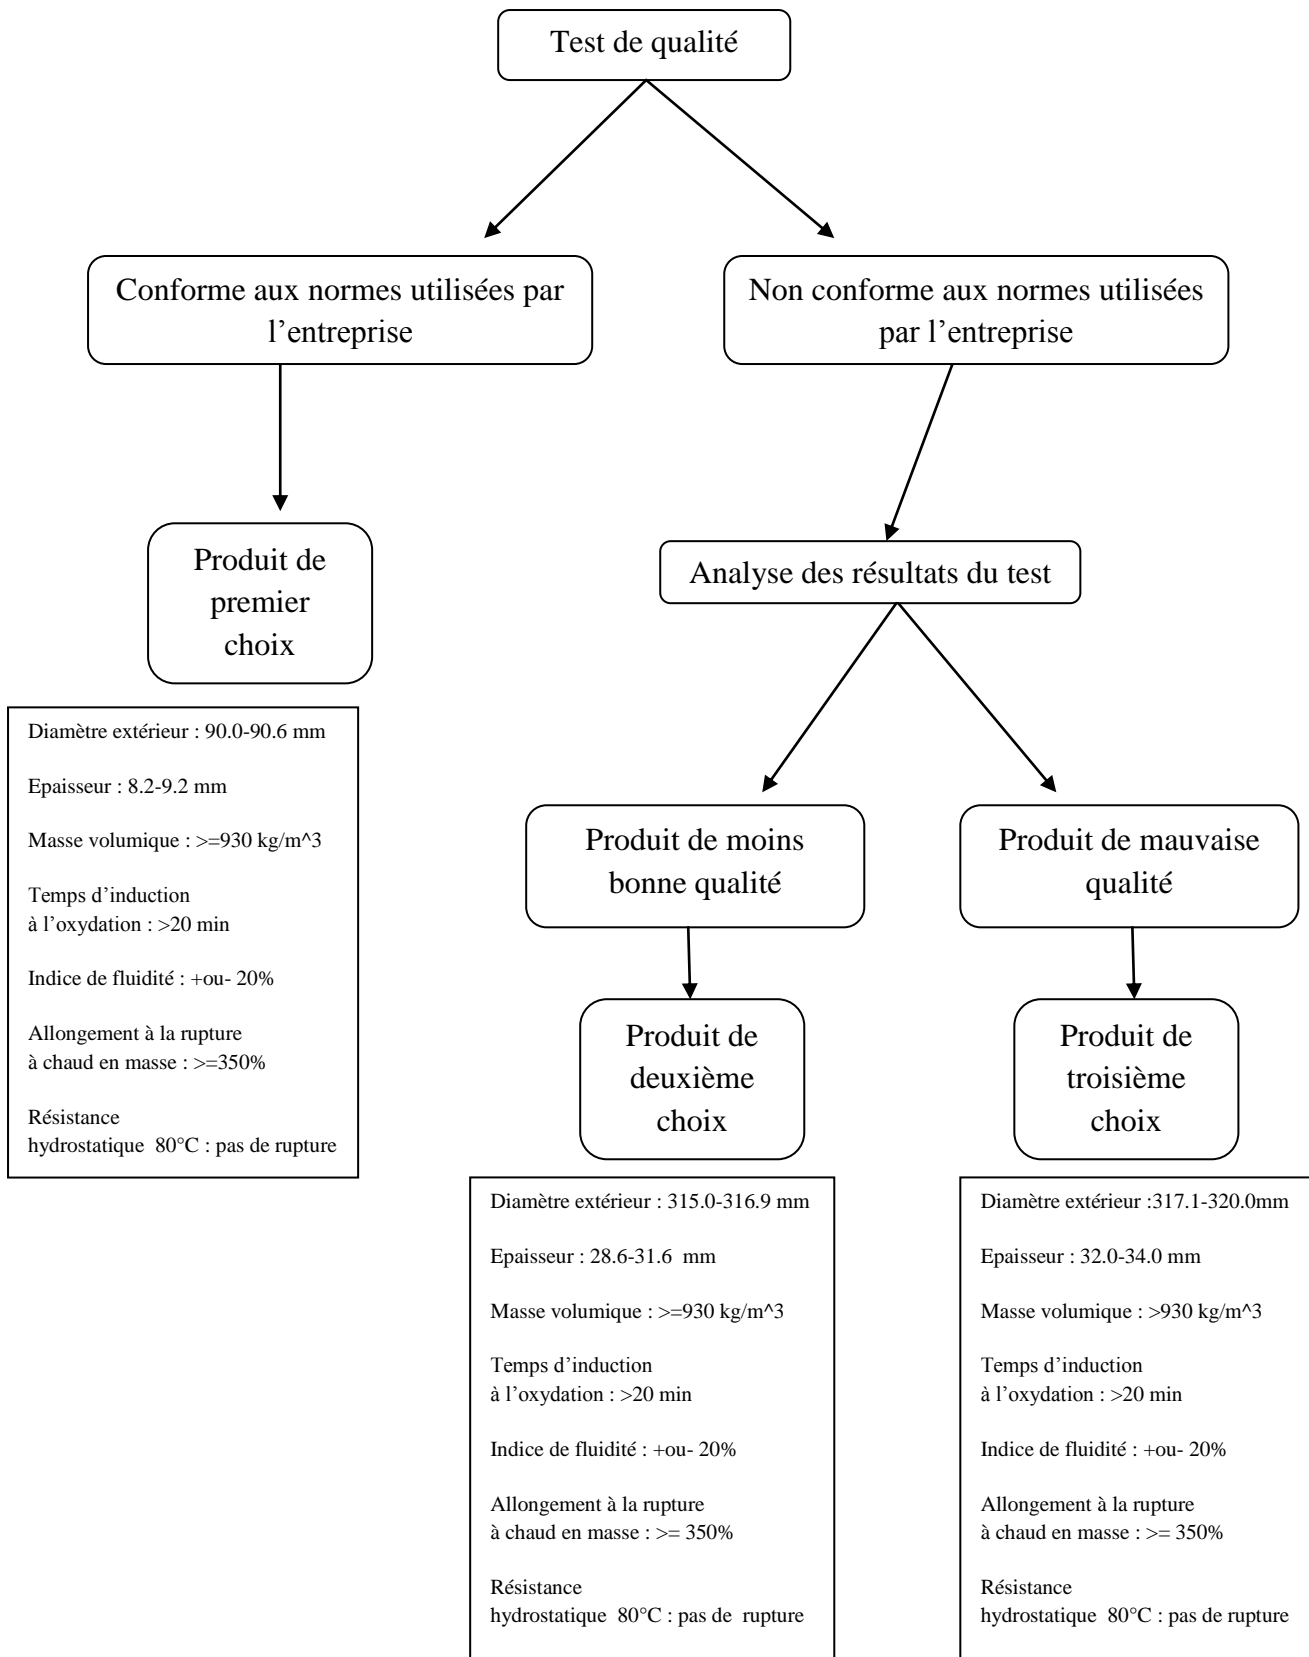 Test de qualité
Conforme aux normes utilisées par
l’entreprise
Non conforme aux normes utilisées
par l’entreprise
Produit de
premier
choix
Analyse des résultats du test
Diamètre extérieur : 90.0-90.6 mm
Epaisseur : 8.2-9.2 mm
Masse volumique : >=930 kg/m^3
Temps d’induction
à l’oxydation : >20 min
Indice de fluidité : +ou- 20%
Allongement à la rupture
à chaud en masse : >=350%
Résistance
hydrostatique  80°C : pas de rupture
Produit de moins
bonne qualité
Produit de mauvaise
qualité
Produit de
deuxième
choix
Produit de
troisième
choix
Diamètre extérieur : 315.0-316.9 mm
Epaisseur : 28.6-31.6  mm
Masse volumique : >=930 kg/m^3
Temps d’induction
à l’oxydation : >20 min
Indice de fluidité : +ou- 20%
Allongement à la rupture
à chaud en masse : >= 350%
Résistance
hydrostatique  80°C : pas de  rupture
Diamètre extérieur :317.1-320.0mm
Epaisseur : 32.0-34.0 mm
Masse volumique : >930 kg/m^3
Temps d’induction
à l’oxydation : >20 min
Indice de fluidité : +ou- 20%
Allongement à la rupture
à chaud en masse : >= 350%
Résistance
hydrostatique  80°C : pas de rupture